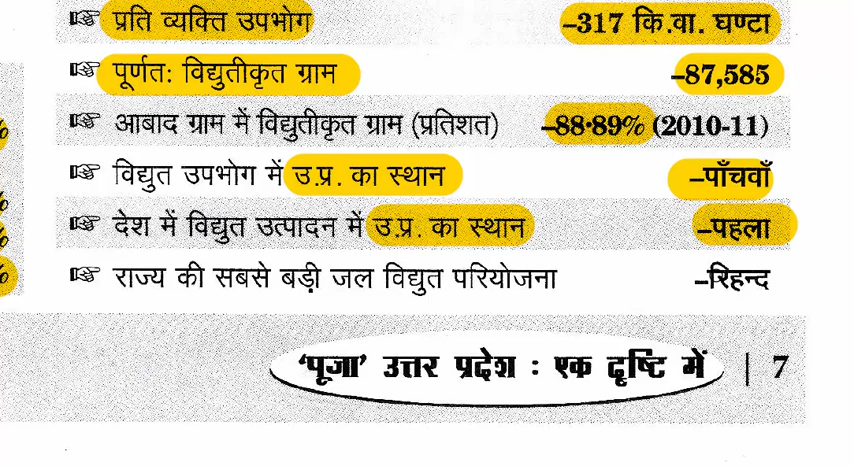 ☞ प्रति व्यक्ति उपभोग –317 कि.वा. घण्टा
☞ पूर्णत: विद्युतीकृत ग्राम –87,585
☞ आबाद ग्राम में विद्युतीकृत ग्राम (प्रतिशत) –88·89% (2010-11)
☞ विद्युत उपभोग में उ.प्र. का स्थान –पाँचवाँ
☞ देश में विद्युत उत्पादन में उ.प्र. का स्थान –पहला
☞ राज्य की सबसे बड़ी जल विद्युत परियोजना –रिहन्द
%
%
%
%
‘पूजा’ उत्तर प्रदेश : एक दृष्टि में | 7